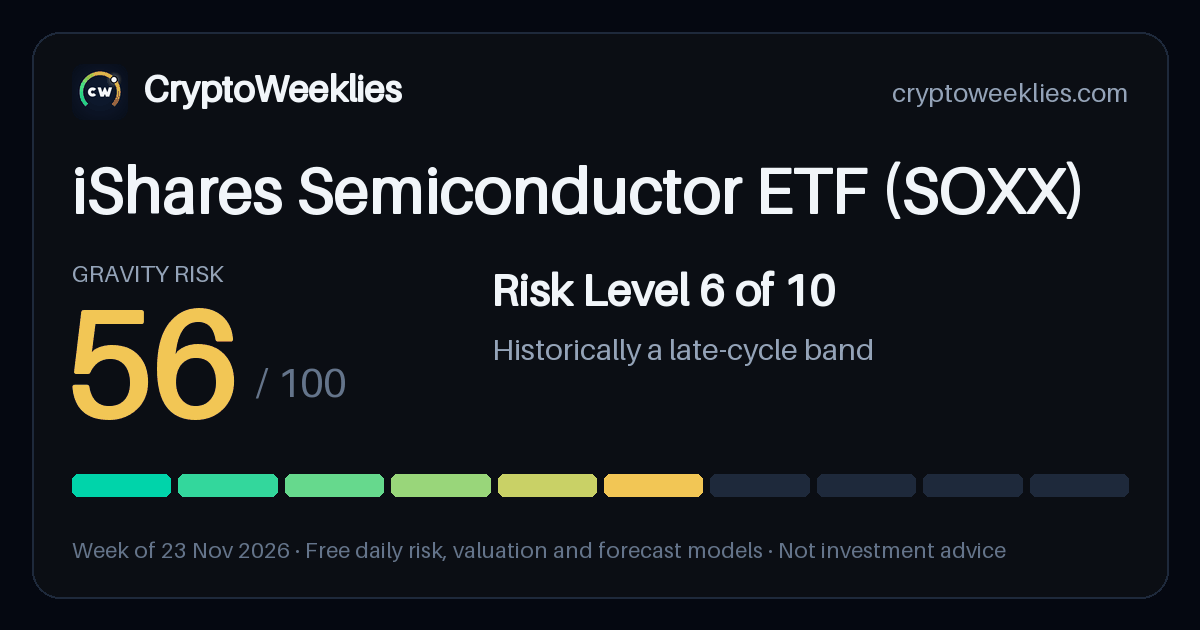 CW
CryptoWeeklies
cryptoweeklies.com
iShares Semiconductor ETF (SOXX)
GRAVITY RISK
56 / 100
Risk Level 6 of 10
Historically a late-cycle band
Week of 23 Nov 2026 · Free daily risk, valuation and forecast models · Not investment advice